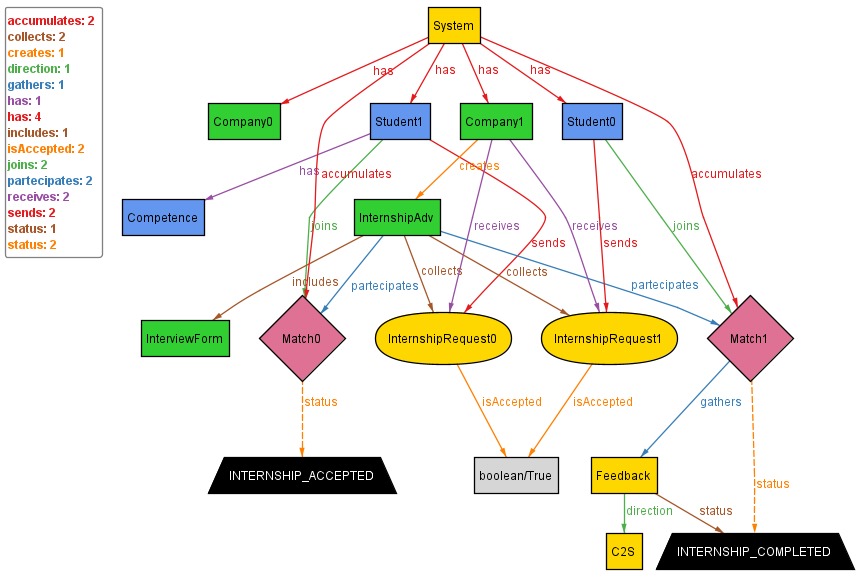 accumulates: 2
collects: 2
creates: 1
direction: 1
gathers: 1
has: 1
has: 4
includes: 1
isAccepted: 2
joins: 2
partecipates: 2
receives: 2
sends: 2
status: 1
status: 2
System
has
has
has
has
Company0
Student1
Company1
Student0
has
accumulates
creates
accumulates
Competence
InternshipAdv
joins
receives
sends
receives
sends
joins
includes
partecipates
collects
collects
partecipates
InterviewForm
Match0
InternshipRequest0
InternshipRequest1
Match1
status
isAccepted
isAccepted
gathers
INTERNSHIP_ACCEPTED
boolean/True
Feedback
status
direction
status
C2S
INTERNSHIP_COMPLETED